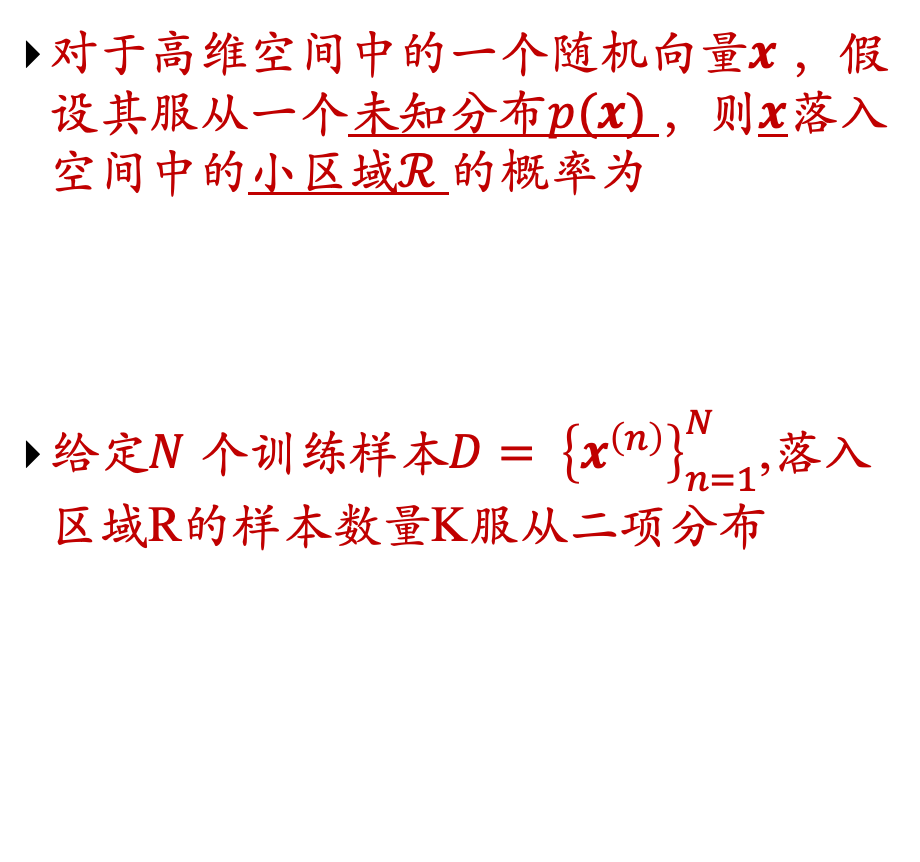 对于高维空间中的一个随机向量𝒙，假
设其服从一个未知分布𝑝(𝒙)，则𝒙落入
空间中的小区域ℛ的概率为
给定𝑁 个训练样本𝐷 = {𝒙^(𝑛)}_{𝑛=1}^𝑁,落入
区域R的样本数量K服从二项分布